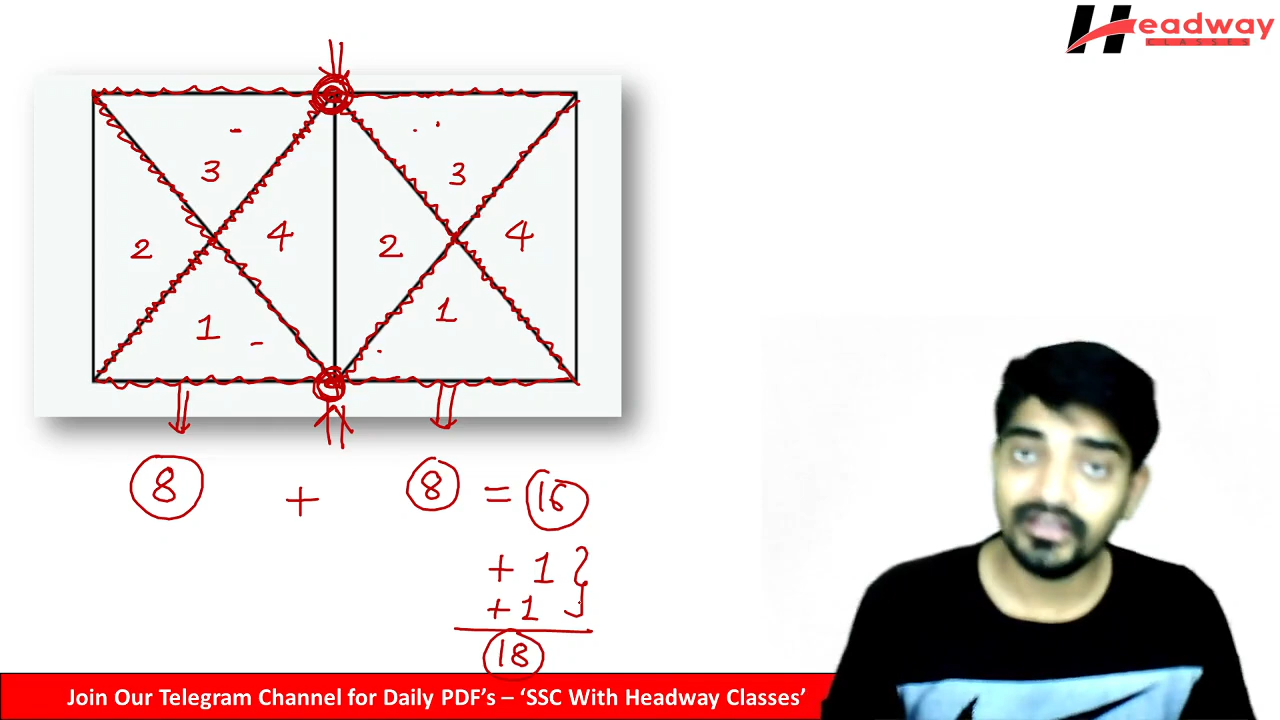 Headway
CLASSES
3 3
2 4 2 4
1 1
8 + 8 = 16
+ 1
+ 1
18
Join Our Telegram Channel for Daily PDF's – 'SSC With Headway Classes'